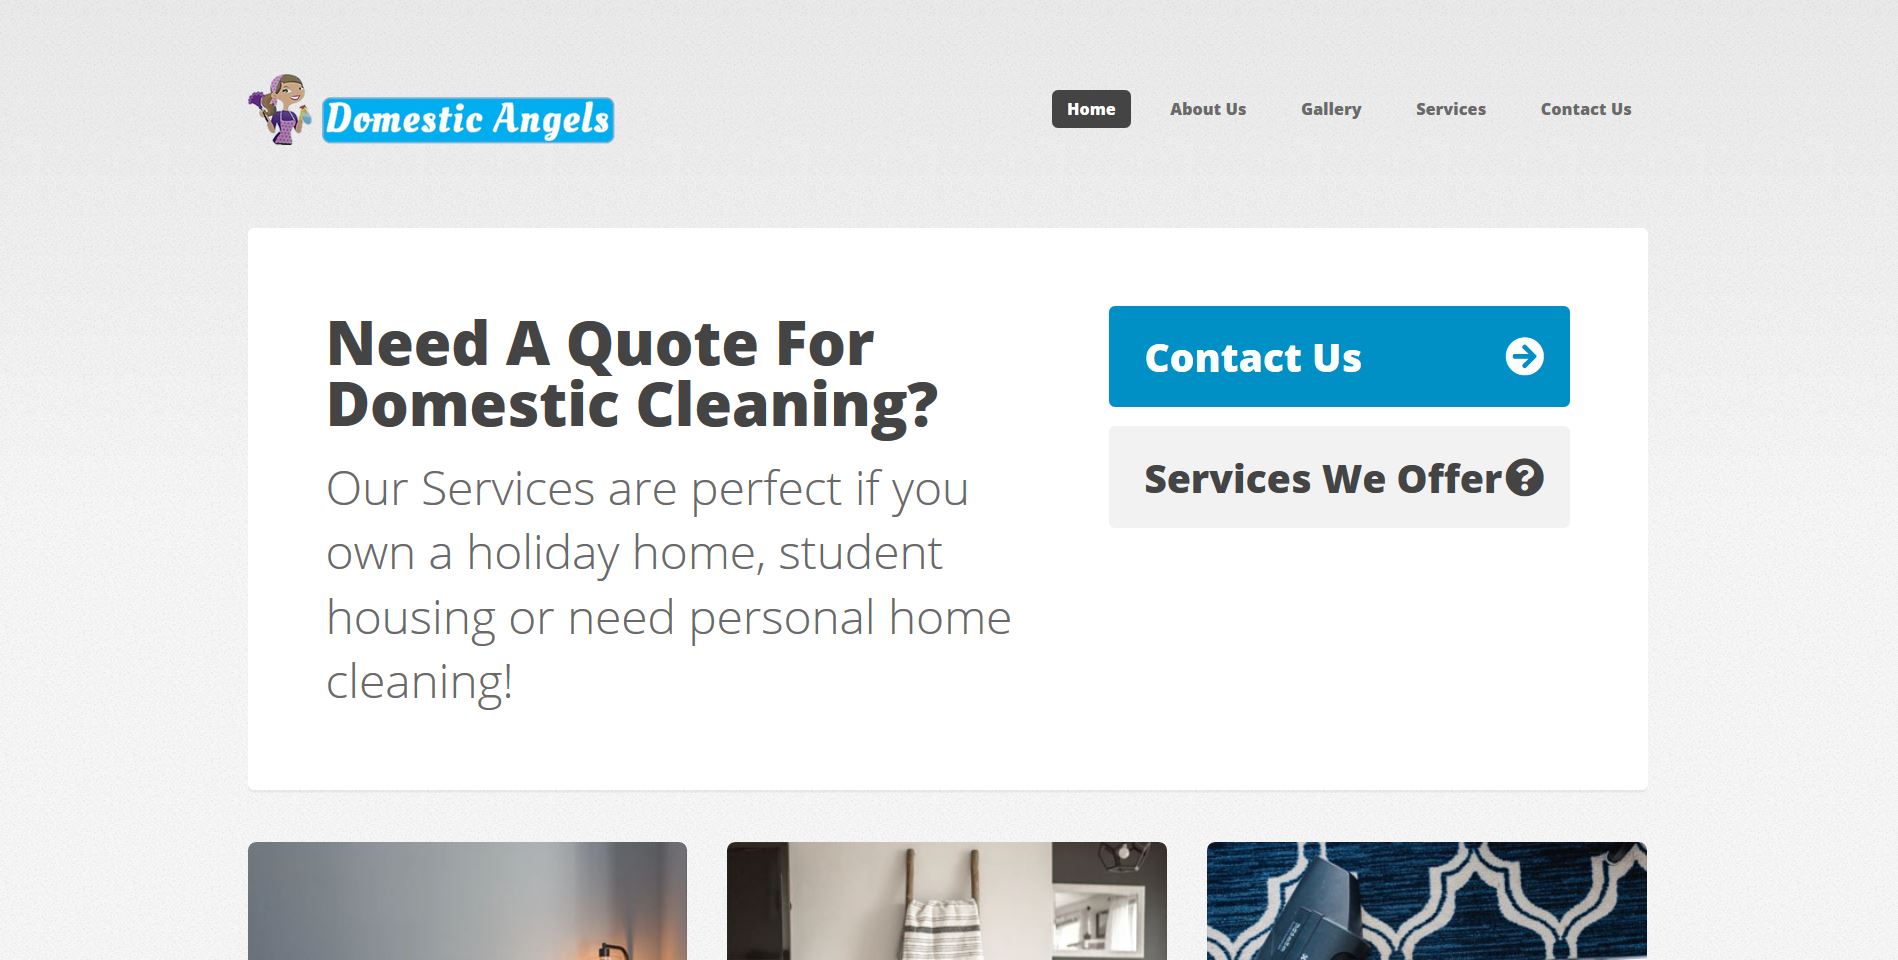 Domestic Angels
Home
About Us
Gallery
Services
Contact Us
Need A Quote For
Domestic Cleaning?
Our Services are perfect if you
own a holiday home, student
housing or need personal home
cleaning!
Contact Us
Services We Offer